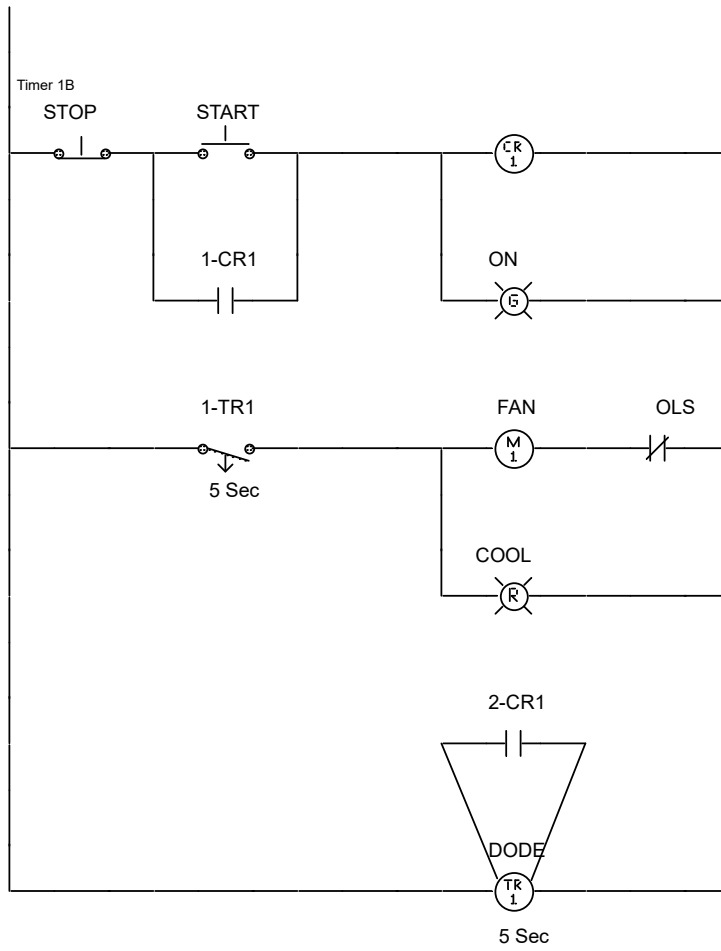 Timer 1B
STOP START
CR
1
1-CR1 ON
G
1-TR1 FAN OLS
M
1
5 Sec
COOL
R
2-CR1
DODE
TR
1
5 Sec